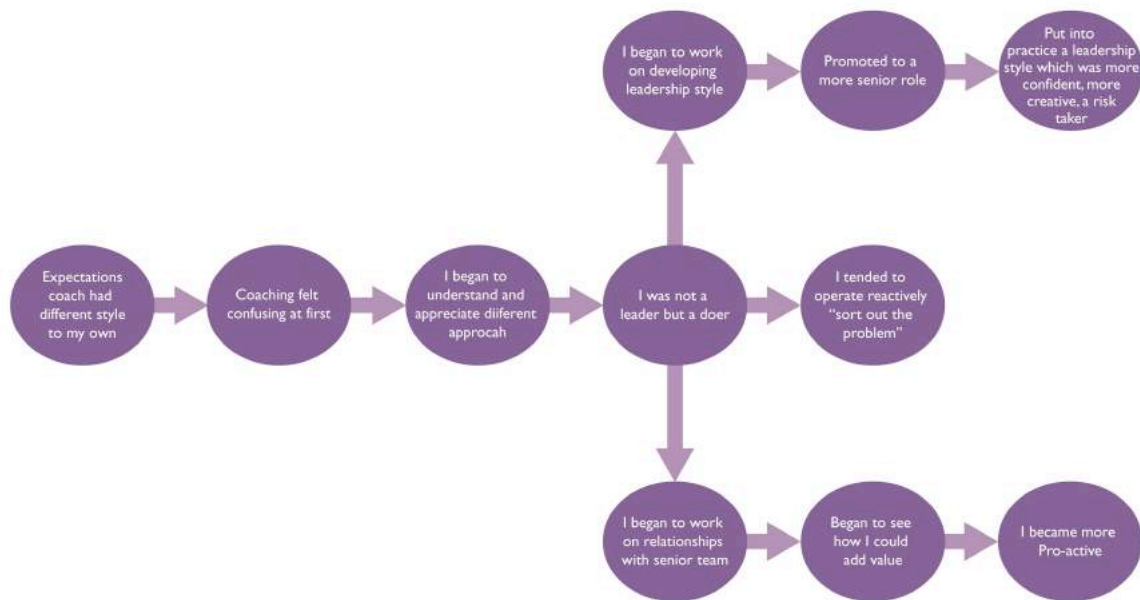 I began to work
on developing
leadership style
Promoted to a
more senior role
Put into
practice a leadership
style which was more
confident, more
creative, a risk
taker
Expectations
coach had
different style
to my own
Coaching felt
confusing at first
I began to
understand and
appreciate diifferent
approcah
I was not a
leader but a doer
I tended to
operate reactively
“sort out the
problem”
I began to work
on relationships
with senior team
Began to see
how I could
add value
I became more
Pro-active